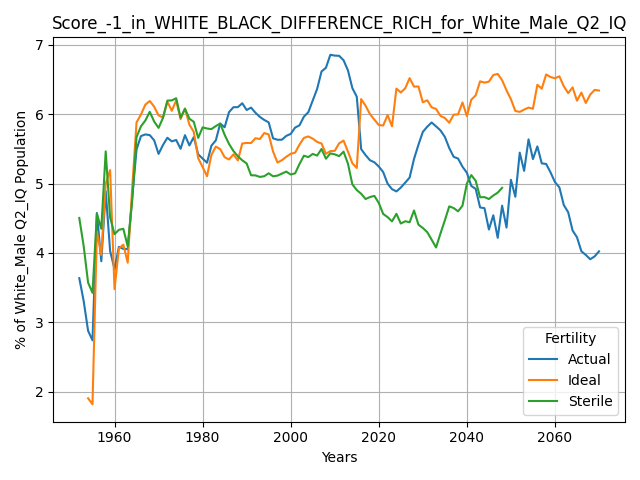 Score_-1_in_WHITE_BLACK_DIFFERENCE_RICH_for_White_Male_Q2_IQ
% of White_Male Q2_IQ Population
7
6
5
4
3
2
1960
1980
2000
2020
2040
2060
Years
Fertility
Actual
Ideal
Sterile